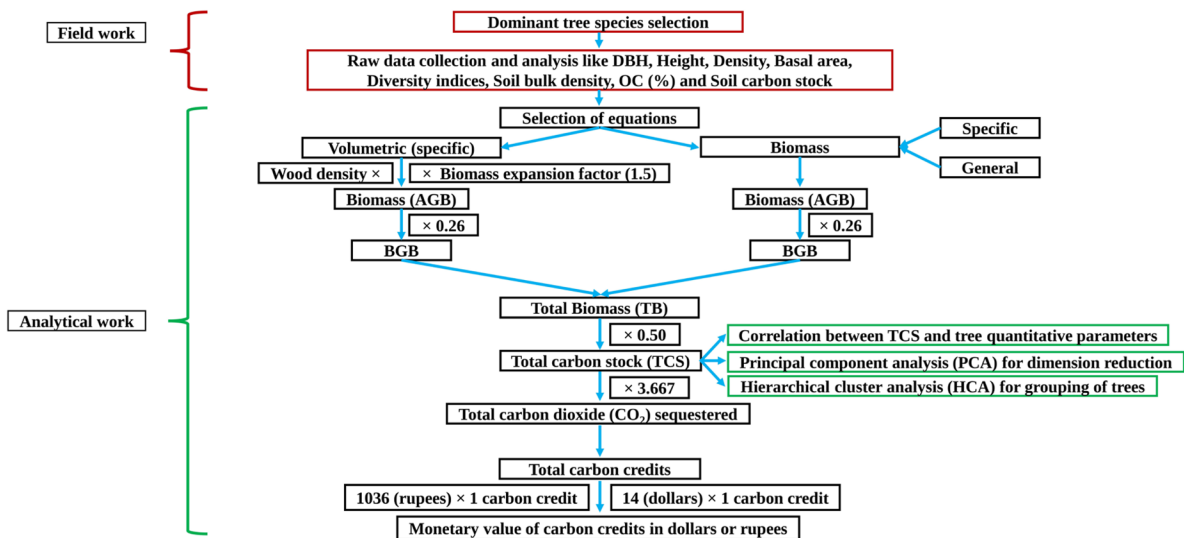 Field work
Dominant tree species selection
Raw data collection and analysis like DBH, Height, Density, Basal area,
Diversity indices, Soil bulk density, OC (%) and Soil carbon stock
Analytical work
Selection of equations
Volumetric (specific)
Biomass
Specific
General
Wood density ×
× Biomass expansion factor (1.5)
Biomass (AGB)
Biomass (AGB)
× 0.26
× 0.26
BGB
BGB
Total Biomass (TB)
× 0.50
Total carbon stock (TCS)
Correlation between TCS and tree quantitative parameters
Principal component analysis (PCA) for dimension reduction
Hierarchical cluster analysis (HCA) for grouping of trees
× 3.667
Total carbon dioxide (CO₂) sequestered
Total carbon credits
1036 (rupees) × 1 carbon credit
14 (dollars) × 1 carbon credit
Monetary value of carbon credits in dollars or rupees